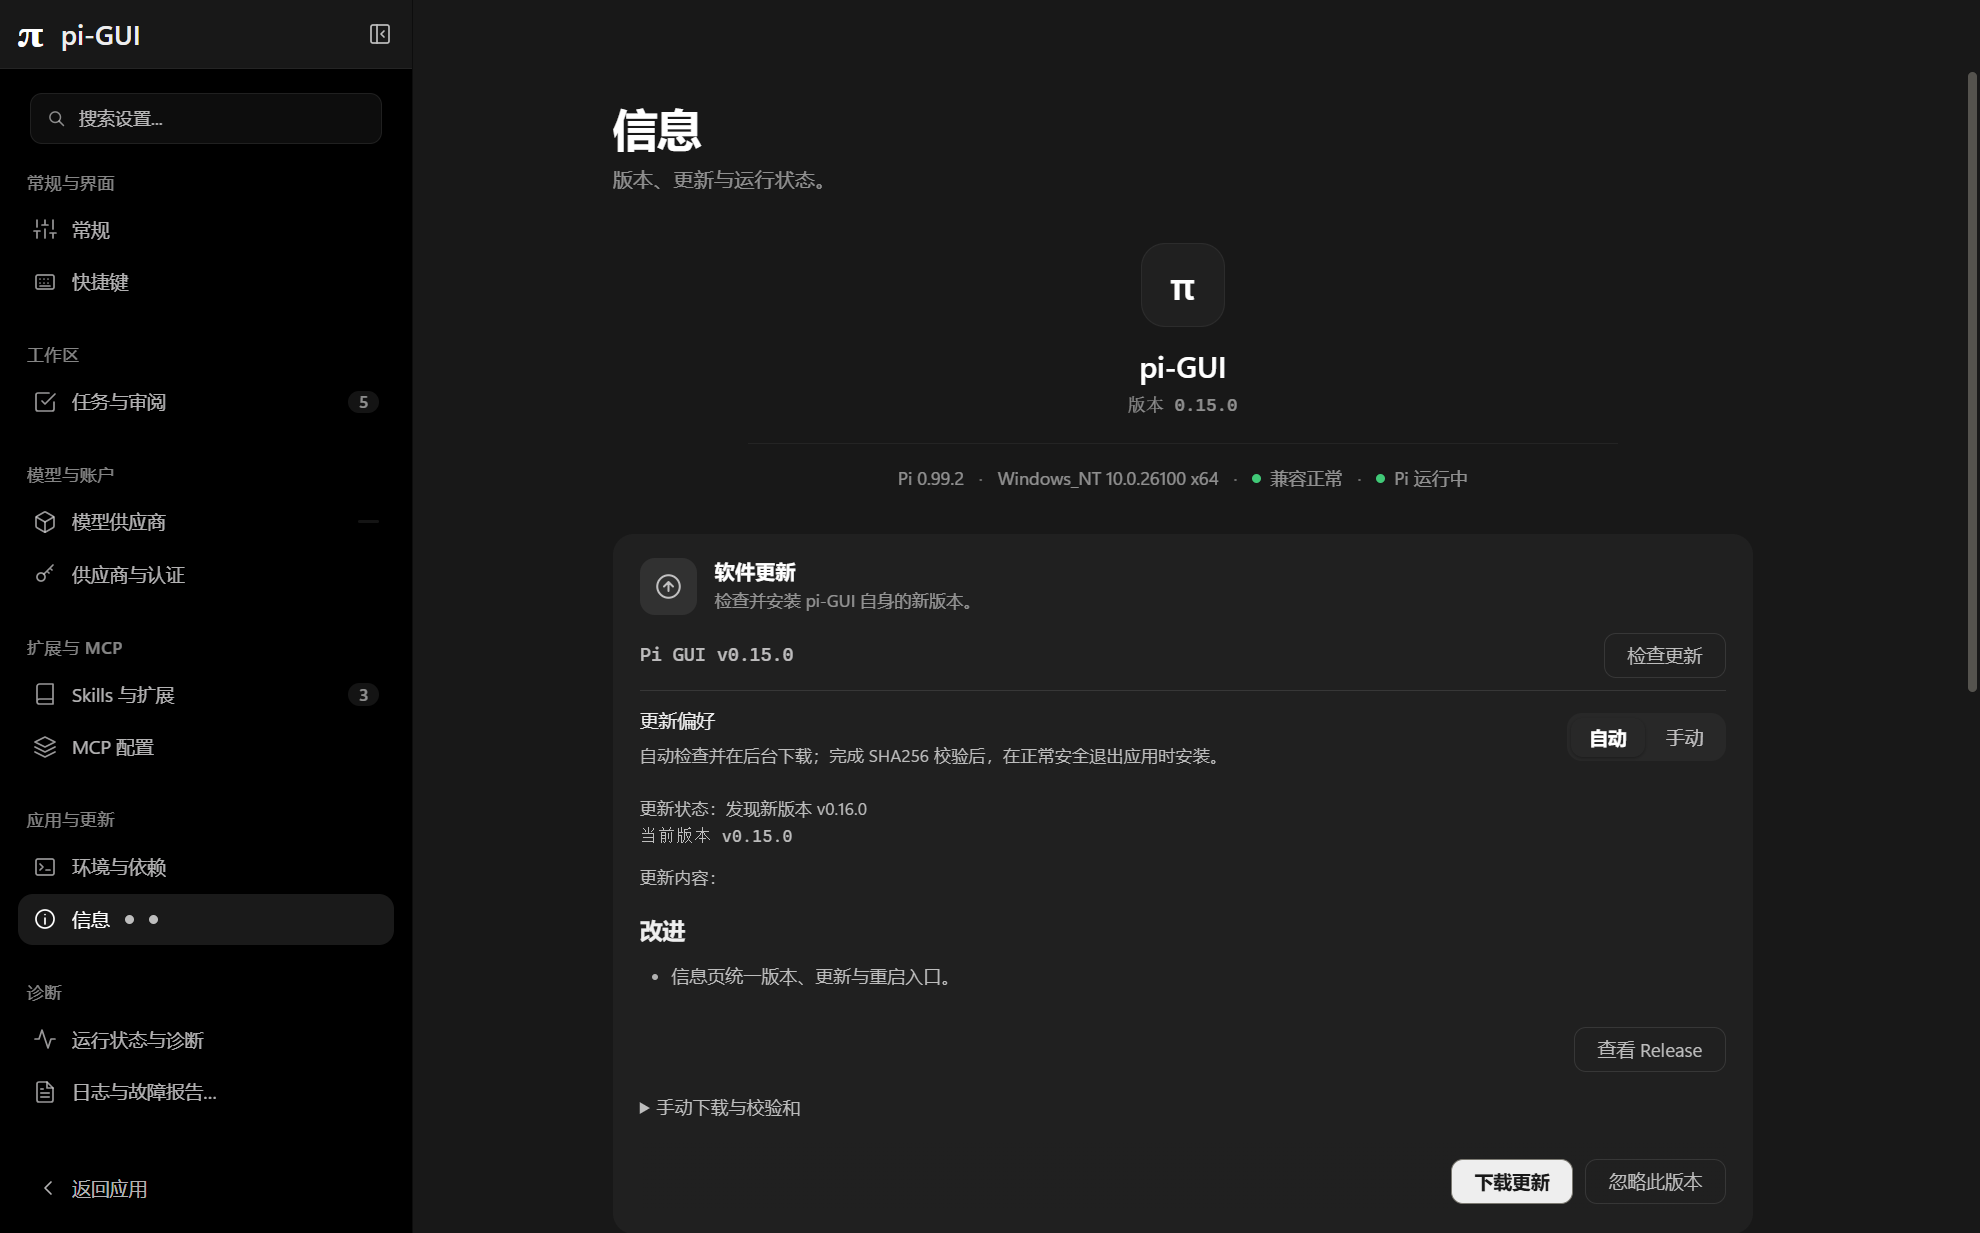 π pi-GUI
搜索设置...
常规与界面
常规
快捷键
工作区
任务与审阅 5
模型与账户
模型供应商
供应商与认证
扩展与 MCP
Skills 与扩展 3
MCP 配置
应用与更新
环境与依赖
信息
诊断
运行状态与诊断
日志与故障报告...
返回应用
信息
版本、更新与运行状态。
π
pi-GUI
版本 0.15.0
Pi 0.99.2 · Windows_NT 10.0.26100 x64 · 兼容正常 · Pi 运行中
软件更新
检查并安装 pi-GUI 自身的新版本。
Pi GUI v0.15.0
检查更新
更新偏好
自动检查并在后台下载；完成 SHA256 校验后，在正常安全退出应用时安装。
自动 手动
更新状态：发现新版本 v0.16.0
当前版本 v0.15.0
更新内容：
改进
• 信息页统一版本、更新与重启入口。
查看 Release
手动下载与校验和
下载更新 忽略此版本